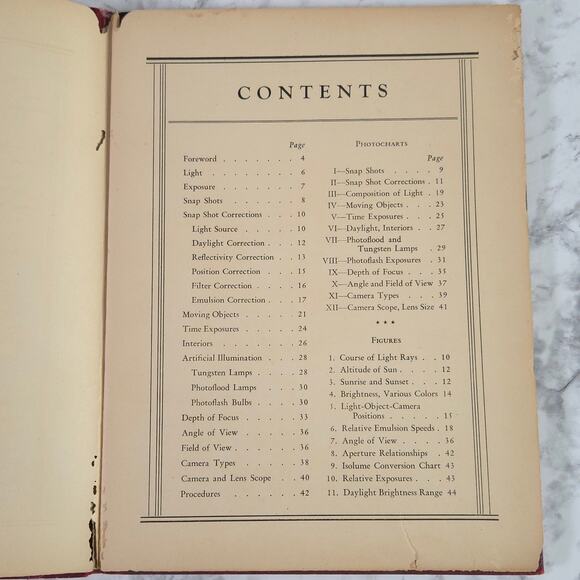 CONTENTS
Page
Foreword . . . . . . . 4
Light . . . . . . . . 6
Exposure . . . . . . . 7
Snap Shots . . . . . . 8
Snap Shot Corrections . . . 10
Light Source . . . . . 10
Daylight Correction . . . 12
Reflectivity Correction . . 13
Position Correction . . . 15
Filter Correction . . . . 16
Emulsion Correction . . . 17
Moving Objects . . . . . 21
Time Exposures . . . . . 24
Interiors . . . . . . . 26
Artificial Illumination . . . 28
Tungsten Lamps . . . . 28
Photoflood Lamps . . . 30
Photoflash Bulbs . . . . 30
Depth of Focus . . . . . 33
Angle of View . . . . . 36
Field of View . . . . . . 36
Camera Types . . . . . 38
Camera and Lens Scope . . 40
Procedures . . . . . . 42
PHOTOCHARTS
Page
I—Snap Shots . . . . 9
II—Snap Shot Corrections . 11
III—Composition of Light . 19
IV—Moving Objects . . . 23
V—Time Exposures . . . 25
VI—Daylight, Interiors . . 27
VII—Photoflood and
Tungsten Lamps . 29
VIII—Photoflash Exposures . 31
IX—Depth of Focus . . . 35
X—Angle and Field of View 37
XI—Camera Types . . . 39
XII—Camera Scope, Lens Size 41
* * *
FIGURES
1. Course of Light Rays . . 10
2. Altitude of Sun . . . . 12
3. Sunrise and Sunset . . . 12
4. Brightness, Various Colors 14
5. Light-Object-Camera
Positions . . . . . 15
6. Relative Emulsion Speeds . 18
7. Angle of View . . . . 36
8. Aperture Relationships . 42
9. Isolume Conversion Chart 43
10. Relative Exposures . . . 43
11. Daylight Brightness Range 44